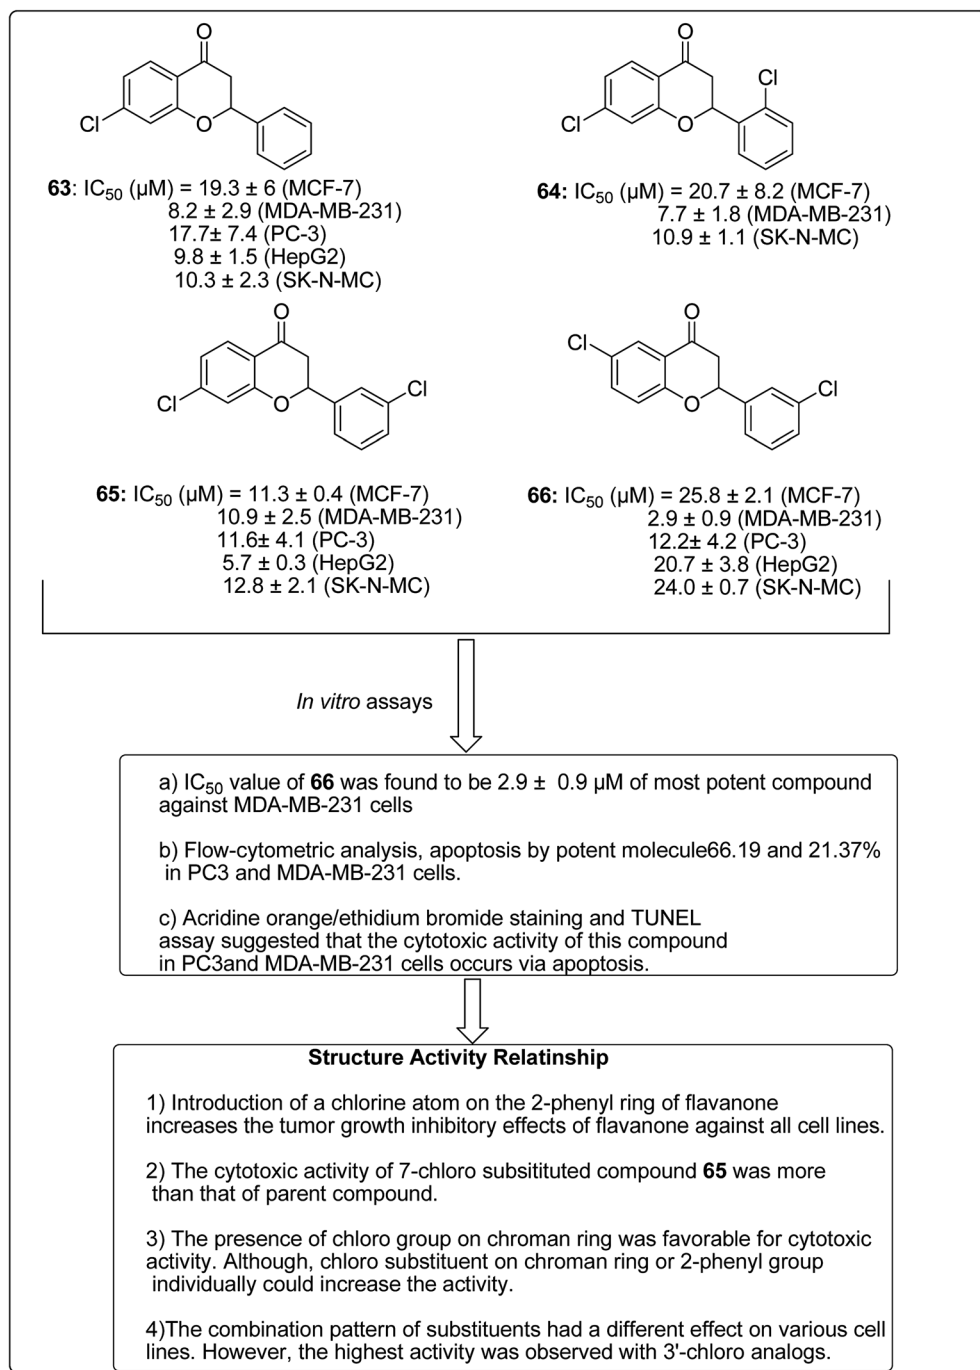 O
Cl
O
63: IC50 (µM) = 19.3 ± 6 (MCF-7)
8.2 ± 2.9 (MDA-MB-231)
17.7± 7.4 (PC-3)
9.8 ± 1.5 (HepG2)
10.3 ± 2.3 (SK-N-MC)
O
Cl
Cl
O
64: IC50 (µM) = 20.7 ± 8.2 (MCF-7)
7.7 ± 1.8 (MDA-MB-231)
10.9 ± 1.1 (SK-N-MC)
O
Cl
Cl
O
65: IC50 (µM) = 11.3 ± 0.4 (MCF-7)
10.9 ± 2.5 (MDA-MB-231)
11.6± 4.1 (PC-3)
5.7 ± 0.3 (HepG2)
12.8 ± 2.1 (SK-N-MC)
O
Cl
Cl
O
66: IC50 (µM) = 25.8 ± 2.1 (MCF-7)
2.9 ± 0.9 (MDA-MB-231)
12.2± 4.2 (PC-3)
20.7 ± 3.8 (HepG2)
24.0 ± 0.7 (SK-N-MC)
In vitro assays
a) IC50 value of 66 was found to be 2.9 ± 0.9 µM of most potent compound
against MDA-MB-231 cells
b) Flow-cytometric analysis, apoptosis by potent molecule66.19 and 21.37%
in PC3 and MDA-MB-231 cells.
c) Acridine orange/ethidium bromide staining and TUNEL
assay suggested that the cytotoxic activity of this compound
in PC3and MDA-MB-231 cells occurs via apoptosis.
Structure Activity Relatinship
1) Introduction of a chlorine atom on the 2-phenyl ring of flavanone
increases the tumor growth inhibitory effects of flavanone against all cell lines.
2) The cytotoxic activity of 7-chloro subsitituted compound 65 was more
than that of parent compound.
3) The presence of chloro group on chroman ring was favorable for cytotoxic
activity. Although, chloro substituent on chroman ring or 2-phenyl group
individually could increase the activity.
4)The combination pattern of substituents had a different effect on various cell
lines. However, the highest activity was observed with 3'-chloro analogs.